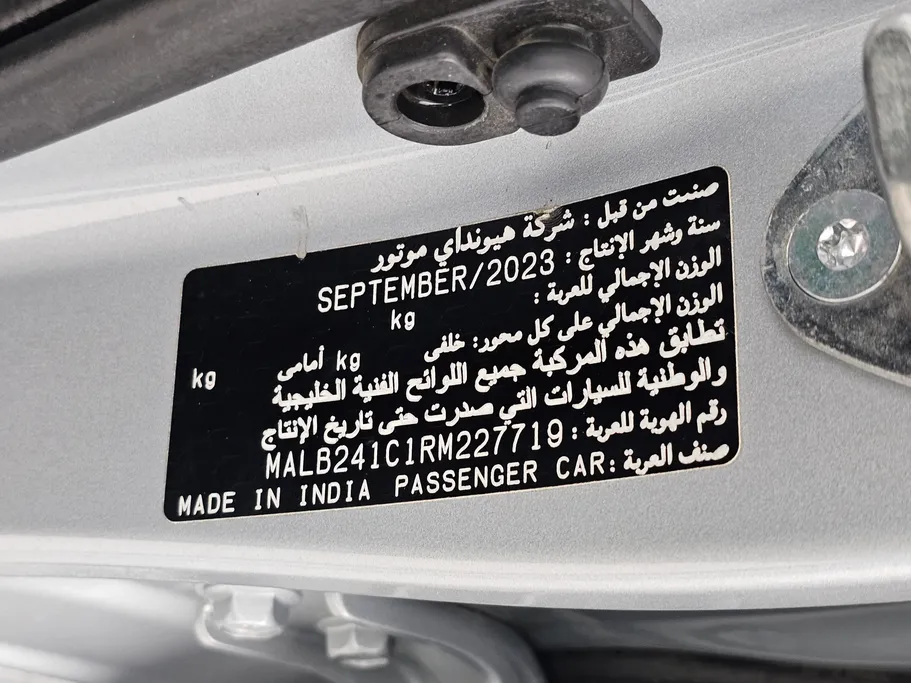 صنعت من قبل : شركة هيونداي موتور
سنة وشهر الإنتاج : SEPTEMBER/2023
الوزن الإجمالي للعربة : kg
الوزن الإجمالي على كل محور: خلفى kg أمامى kg
تطابق هذه المركبة جميع اللوائح الفنية الخليجية
والوطنية للسيارات التي صدرت حتى تاريخ الإنتاج
رقم الهوية للعربة : MALB241C1RM227719
صنف العربة : PASSENGER CAR MADE IN INDIA